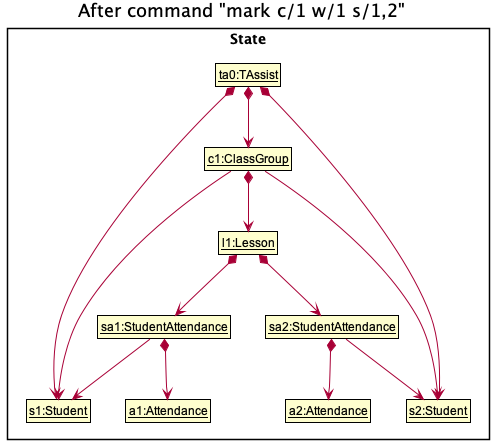 After command "mark c/1 w/1 s/1,2"
State
ta0:TAssist
c1:ClassGroup
l1:Lesson
sa1:StudentAttendance
sa2:StudentAttendance
s1:Student
a1:Attendance
a2:Attendance
s2:Student